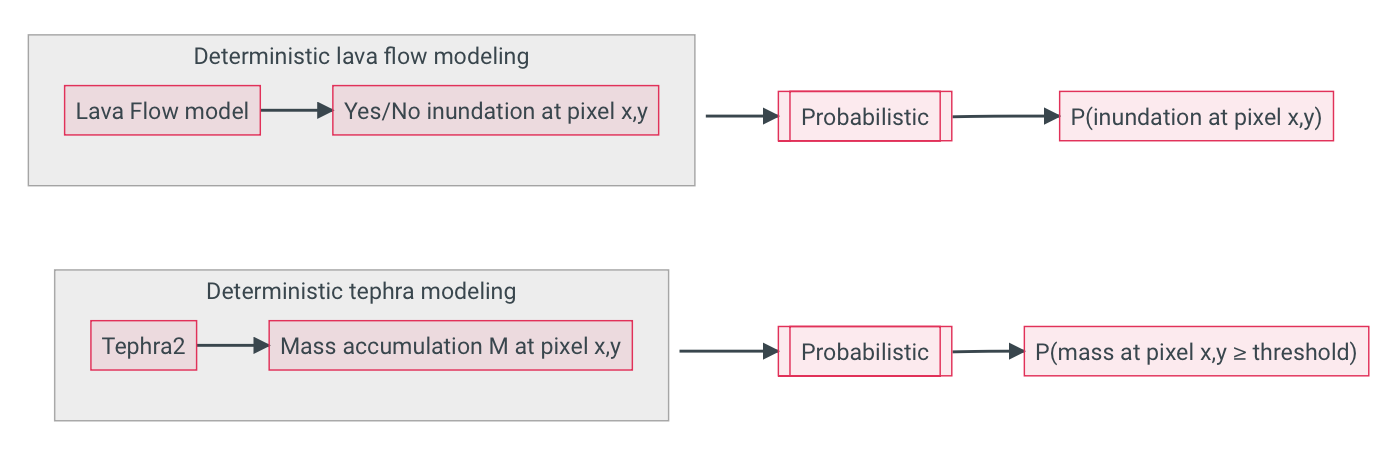 Deterministic lava flow modeling
Lava Flow model
Yes/No inundation at pixel x,y
Probabilistic
P(inundation at pixel x,y)
Deterministic tephra modeling
Tephra2
Mass accumulation M at pixel x,y
Probabilistic
P(mass at pixel x,y ≥ threshold)